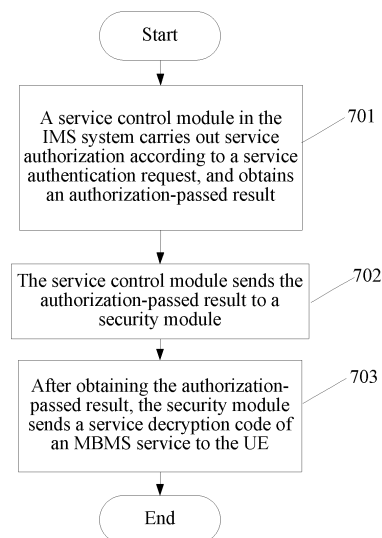 Start
A service control module in the
IMS system carries out service
authorization according to a service
authentication request, and obtains
an authorization-passed result
701
The service control module sends the
authorization-passed result to a
security module
702
After obtaining the authorization-
passed result, the security module
sends a service decryption code of
an MBMS service to the UE
703
End